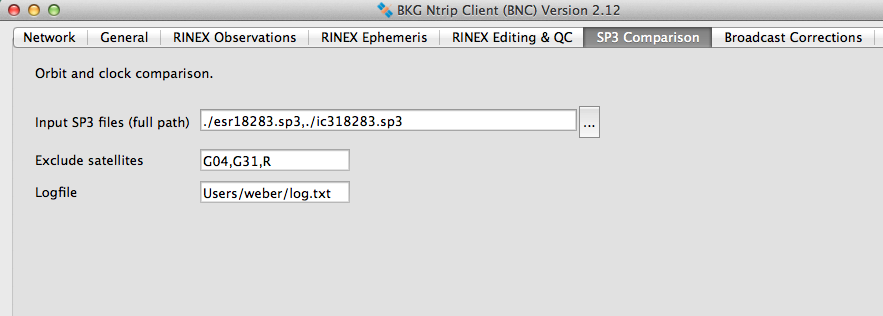 BKG Ntrip Client (BNC) Version 2.12
Network General RINEX Observations RINEX Ephemeris RINEX Editing & QC SP3 Comparison Broadcast Corrections
Orbit and clock comparison.
Input SP3 files (full path) ./esr18283.sp3,./ic318283.sp3 ...
Exclude satellites G04,G31,R
Logfile Users/weber/log.txt